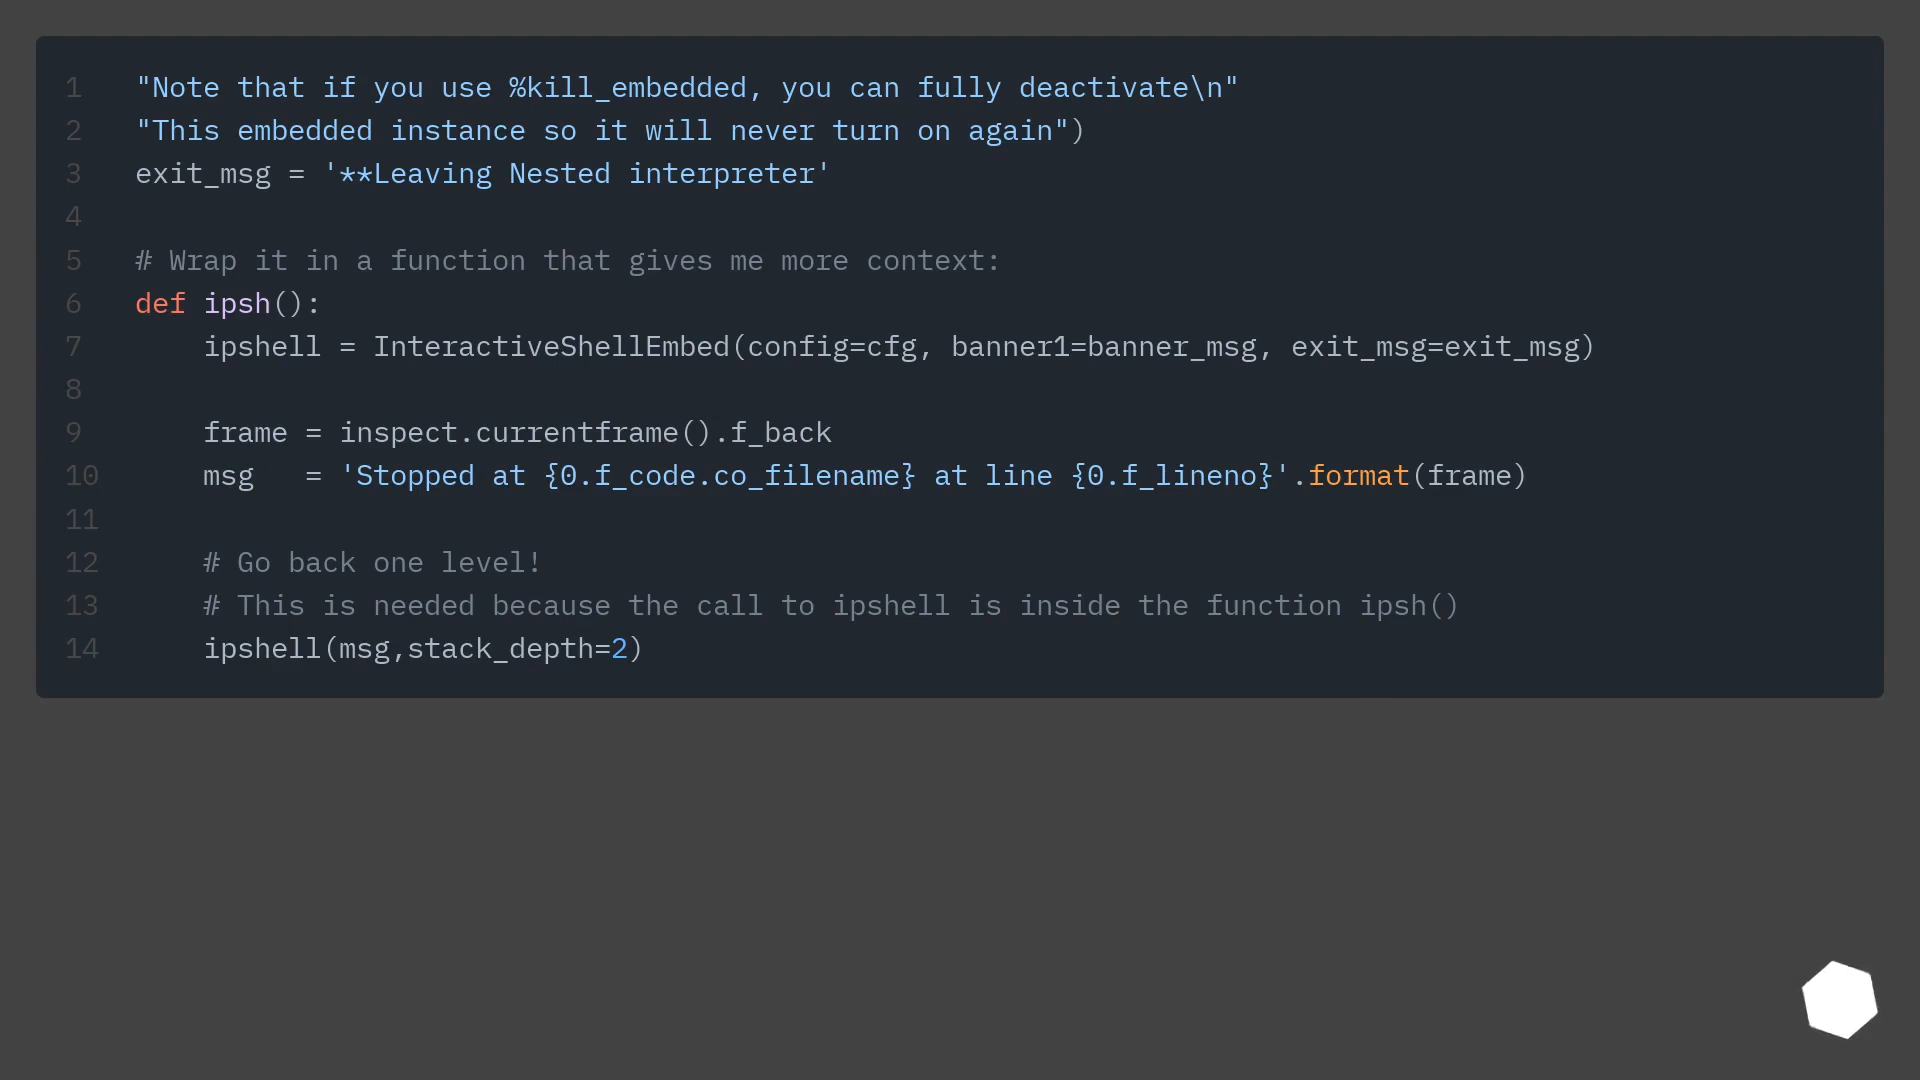 1 "Note that if you use %kill_embedded, you can fully deactivate\n"
2 "This embedded instance so it will never turn on again")
3 exit_msg = '**Leaving Nested interpreter'
4
5 # Wrap it in a function that gives me more context:
6 def ipsh():
7     ipshell = InteractiveShellEmbed(config=cfg, banner1=banner_msg, exit_msg=exit_msg)
8
9     frame = inspect.currentframe().f_back
10     msg   = 'Stopped at {0.f_code.co_filename} at line {0.f_lineno}'.format(frame)
11
12     # Go back one level!
13     # This is needed because the call to ipshell is inside the function ipsh()
14     ipshell(msg,stack_depth=2)